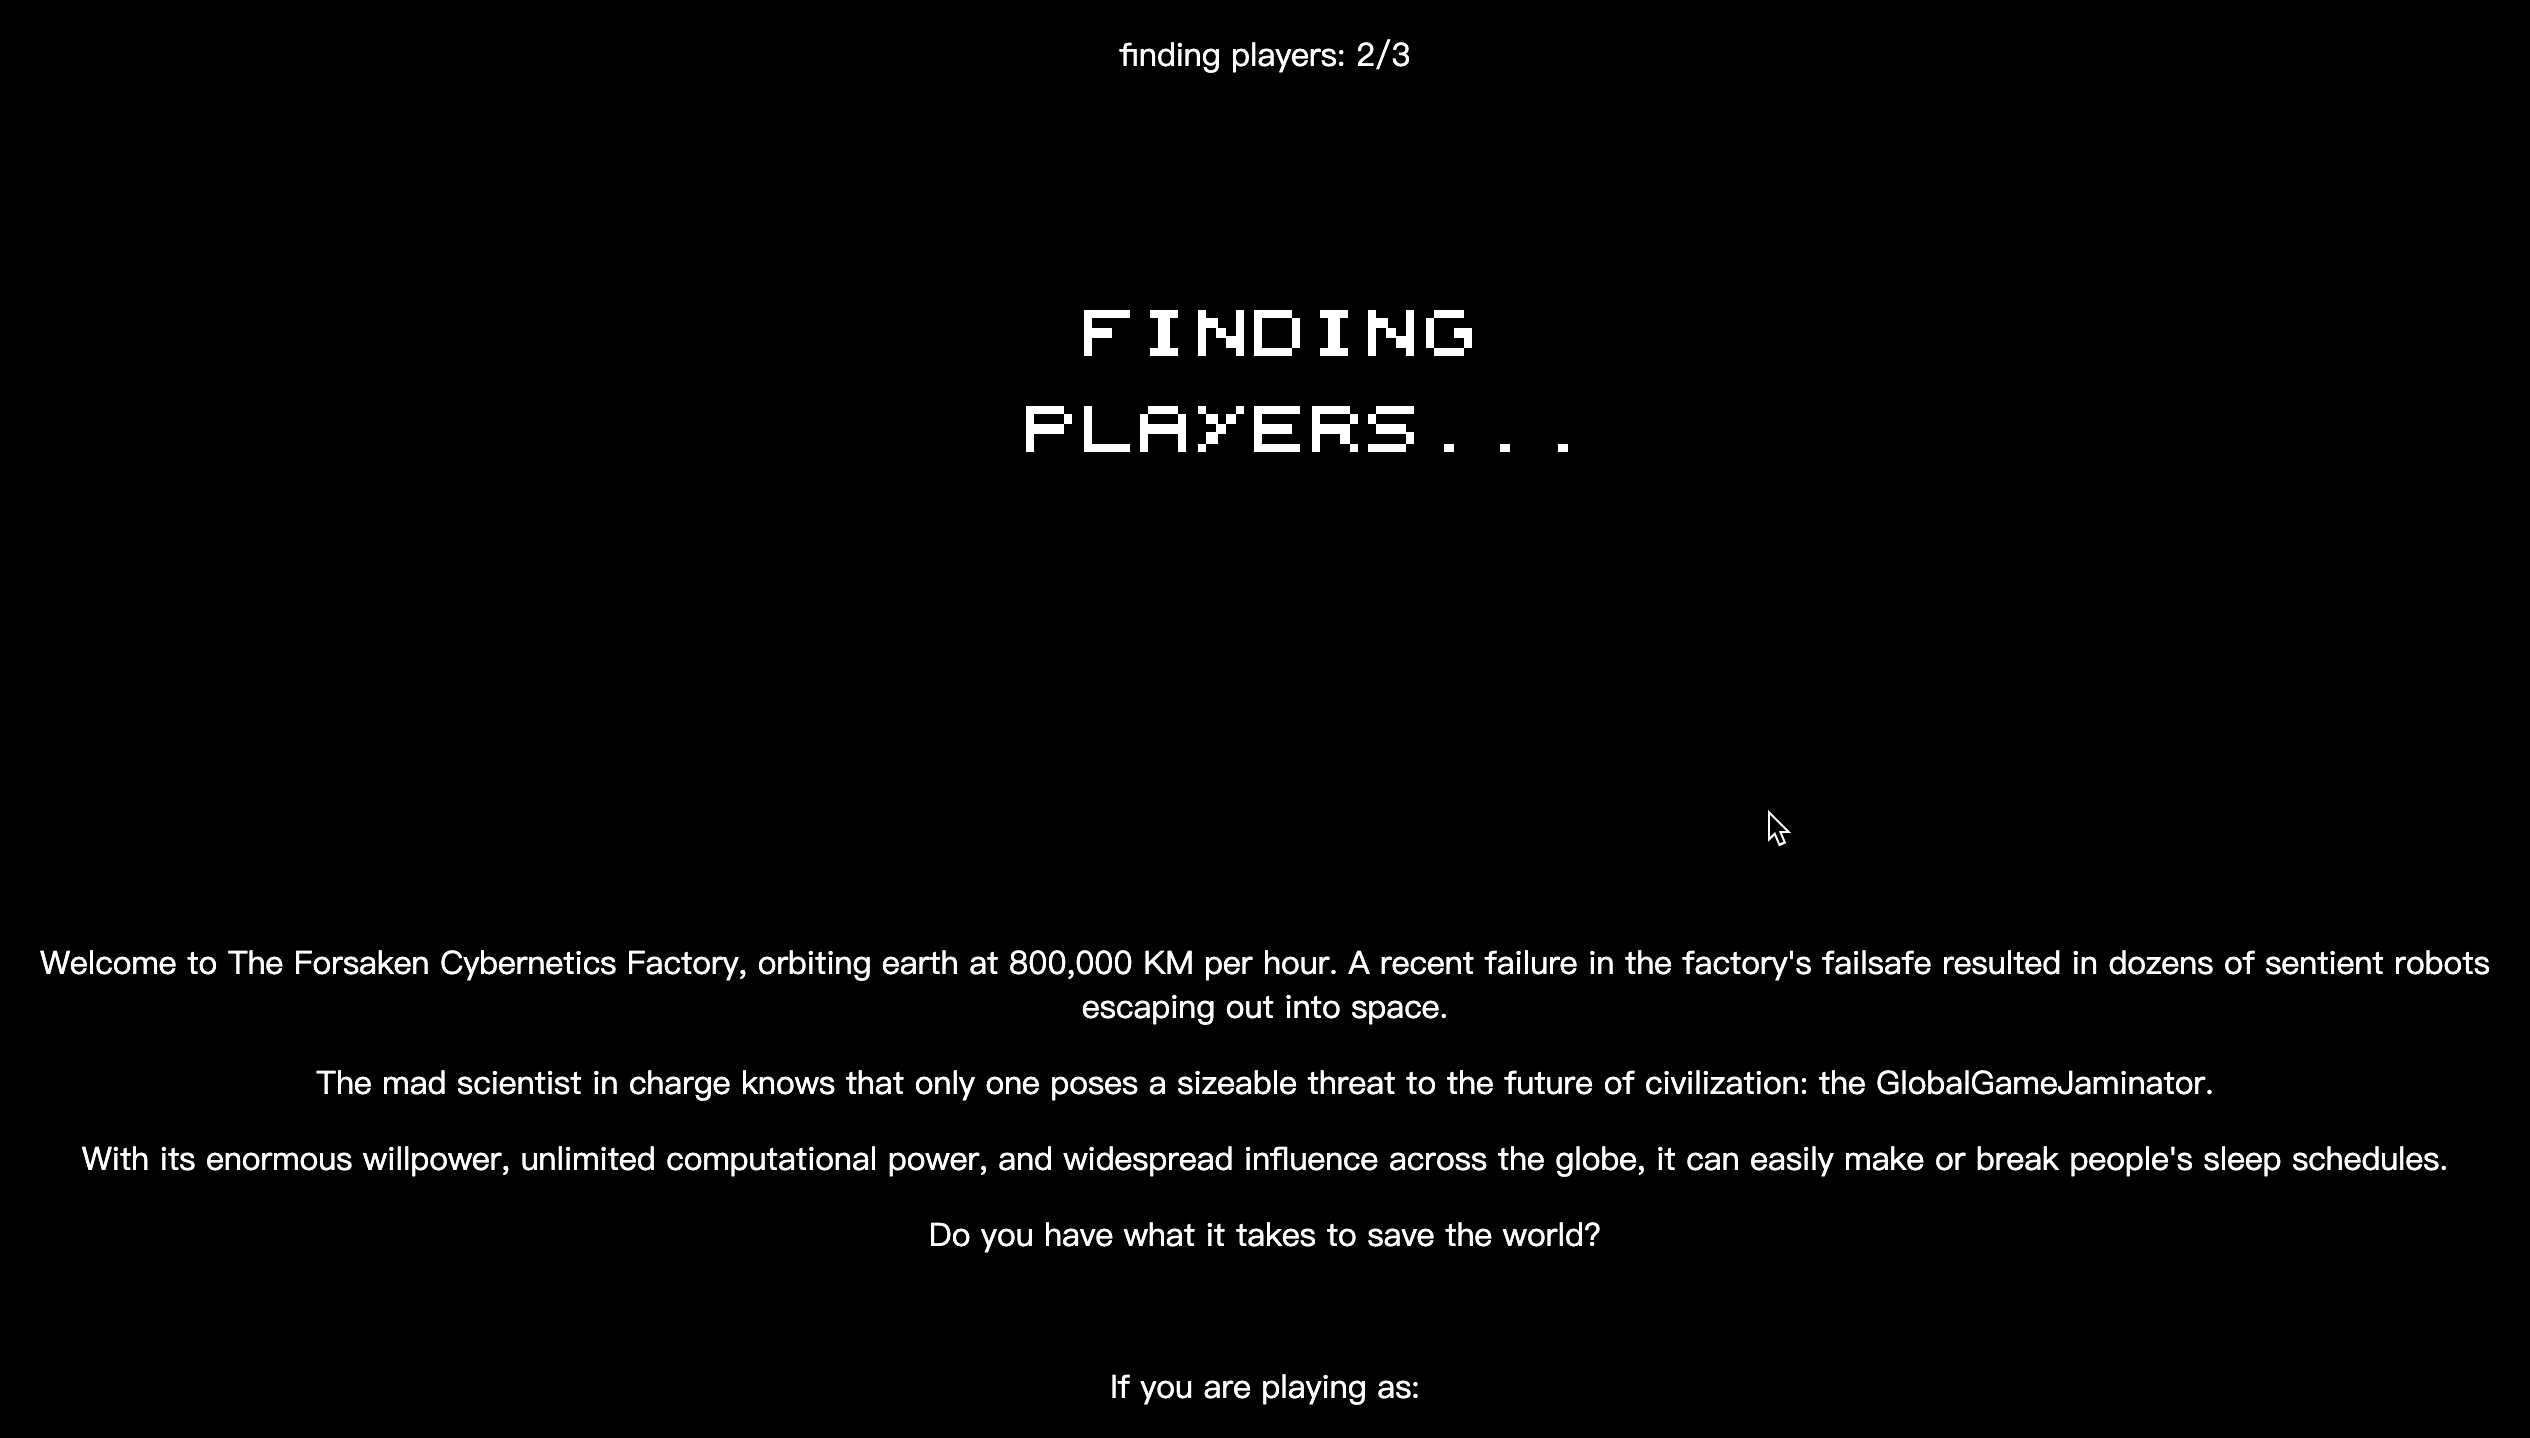 finding players: 2/3
FINDING
PLAYERS...
Welcome to The Forsaken Cybernetics Factory, orbiting earth at 800,000 KM per hour. A recent failure in the factory's failsafe resulted in dozens of sentient robots
escaping out into space.
The mad scientist in charge knows that only one poses a sizeable threat to the future of civilization: the GlobalGameJaminator.
With its enormous willpower, unlimited computational power, and widespread influence across the globe, it can easily make or break people's sleep schedules.
Do you have what it takes to save the world?
If you are playing as: